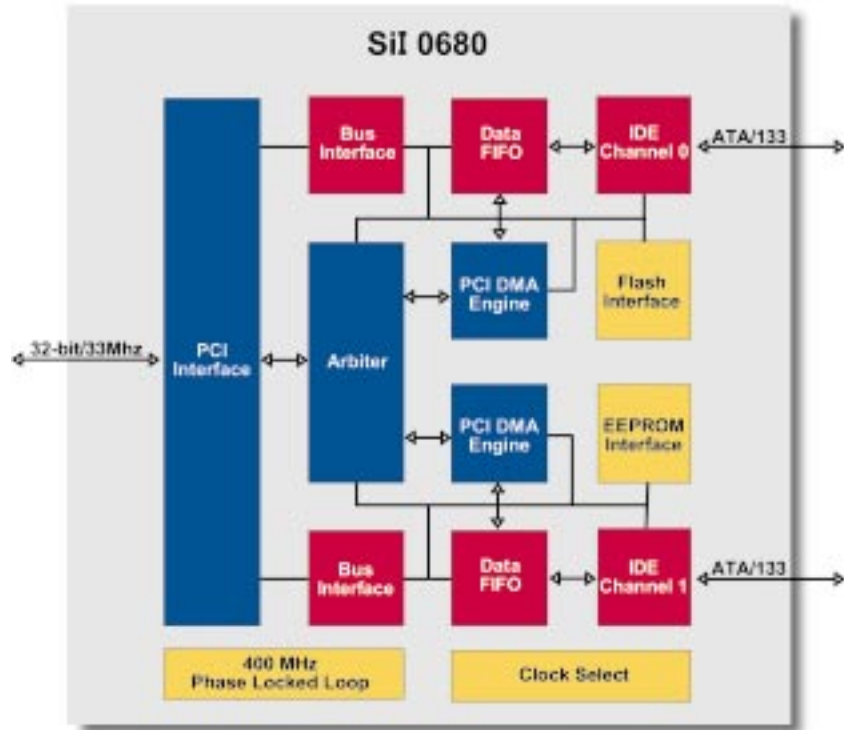 SiI 0680
Bus
Interface
Data
FIFO
IDE
Channel 0
ATA/133
PCI DMA
Engine
Flash
Interface
32-bit/33Mhz
PCI
Interface
Arbiter
PCI DMA
Engine
EEPROM
Interface
Bus
Interface
Data
FIFO
IDE
Channel 1
ATA/133
400 MHz
Phase Locked Loop
Clock Select